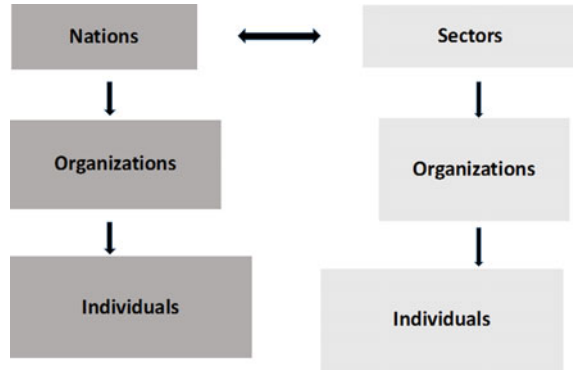 Nations
Sectors
Organizations
Organizations
Individuals
Individuals